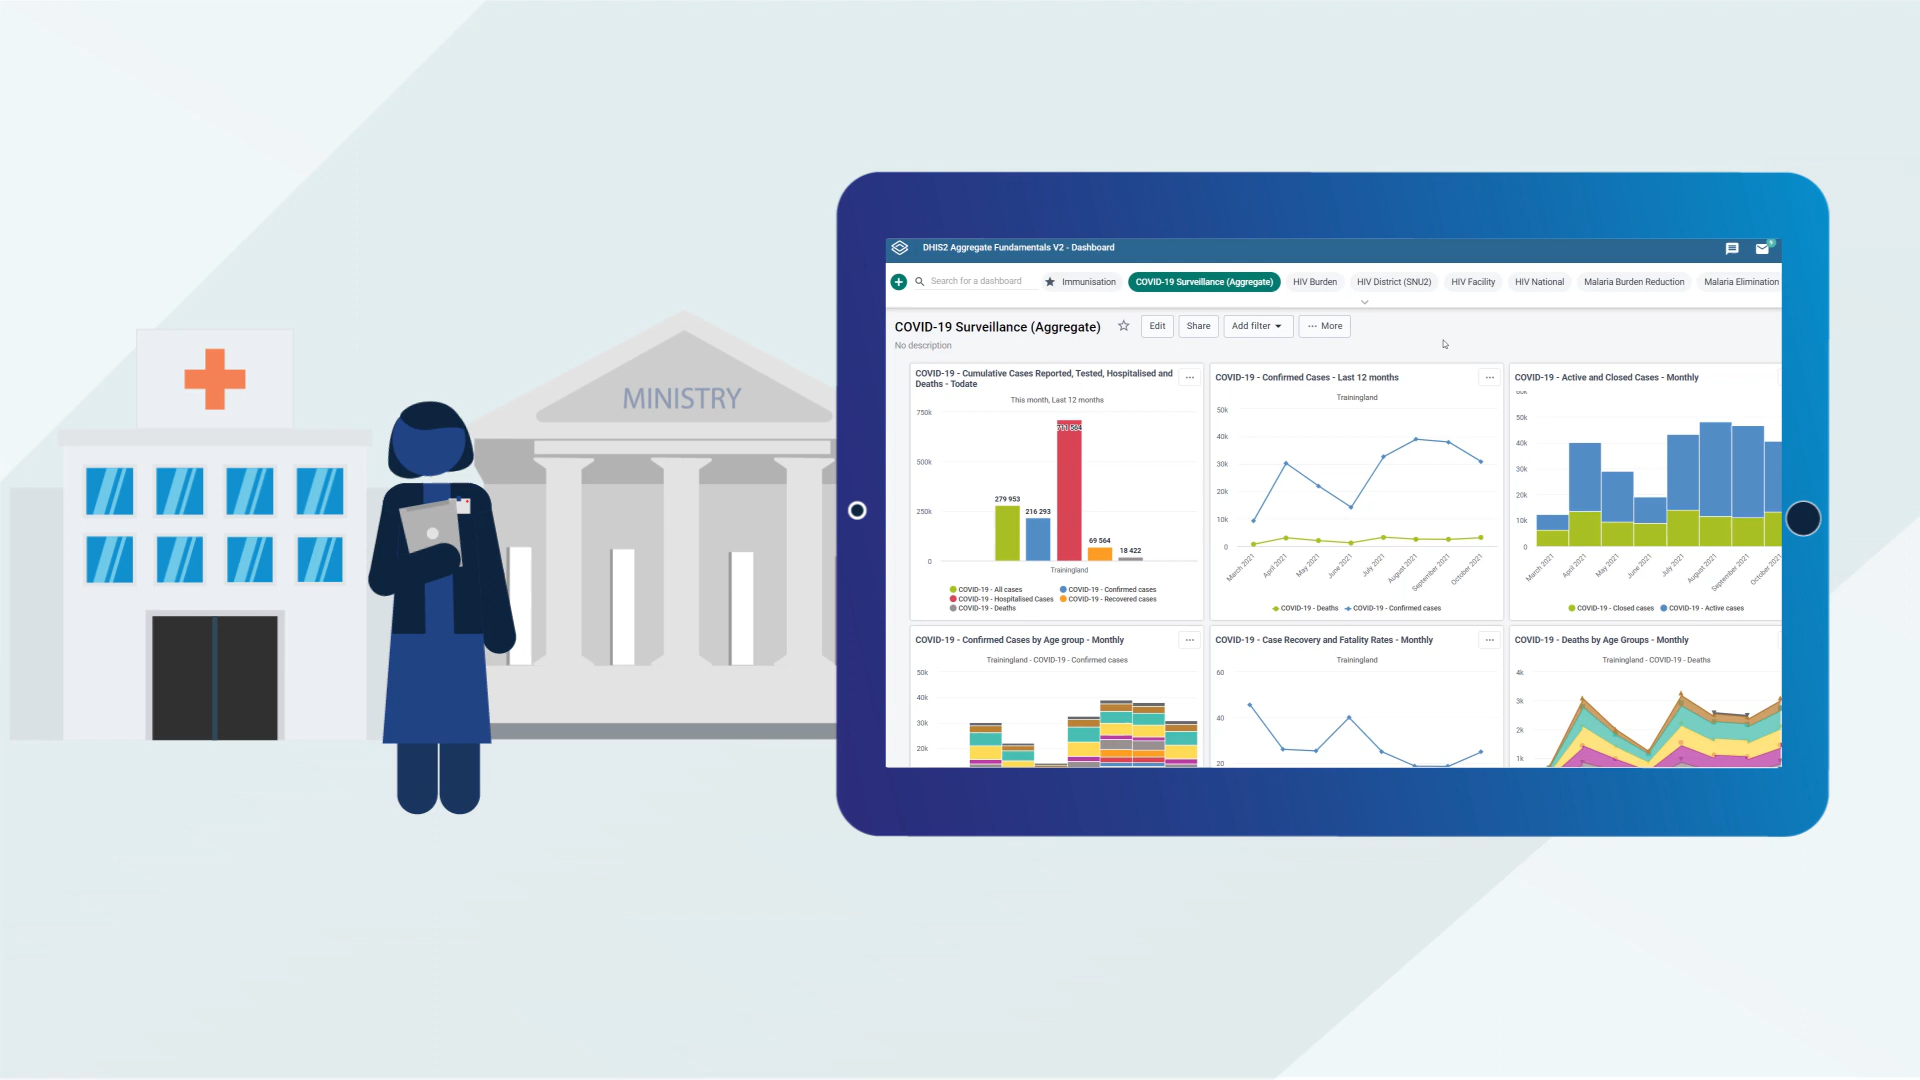 MINISTRY
DHIS2 Aggregate Fundamentals V2 - Dashboard
Search for a dashboard
Immunisation
COVID-19 Surveillance (Aggregate)
HIV Burden
HIV District (SNU2)
HIV Facility
HIV National
Malaria Burden Reduction
Malaria Elimination
COVID-19 Surveillance (Aggregate)
Edit
Share
Add filter
More
No description
COVID-19 - Cumulative Cases Reported, Tested, Hospitalised and
Deaths - Todate
This month, Last 12 months
750k
500k
250k
0
279 953
216 293
711 564
69 564
18 422
Trainingland
COVID-19 - All cases
COVID-19 - Confirmed cases
COVID-19 - Hospitalised Cases
COVID-19 - Recovered cases
COVID-19 - Deaths
COVID-19 - Confirmed Cases - Last 12 months
Trainingland
50k
40k
30k
20k
10k
0
March 2021
April 2021
May 2021
June 2021
July 2021
August 2021
September 2021
October 2021
COVID-19 - Deaths
COVID-19 - Confirmed cases
COVID-19 - Active and Closed Cases - Monthly
60k
50k
40k
30k
20k
10k
0
March 2021
April 2021
May 2021
June 2021
July 2021
August 2021
September 2021
October 2021
COVID-19 - Closed cases
COVID-19 - Active cases
COVID-19 - Confirmed Cases by Age group - Monthly
Trainingland - COVID-19 - Confirmed cases
50k
40k
30k
20k
COVID-19 - Case Recovery and Fatality Rates - Monthly
Trainingland
60
40
20
COVID-19 - Deaths by Age Groups - Monthly
Trainingland - COVID-19 - Deaths
4k
3k
2k
1k